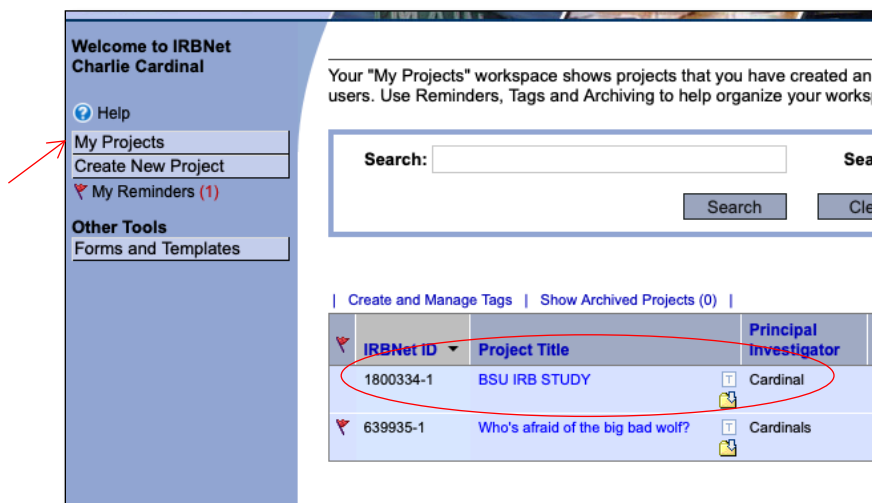 Welcome to IRBNet
Charlie Cardinal
Help
My Projects
Create New Project
My Reminders (1)
Other Tools
Forms and Templates
Your "My Projects" workspace shows projects that you have created an
users. Use Reminders, Tags and Archiving to help organize your works
Search:
Sea
Search
Cle
| Create and Manage Tags | Show Archived Projects (0) |
IRBNet ID
Project Title
Principal
Investigator
1800334-1 BSU IRB STUDY T Cardinal
639935-1 Who's afraid of the big bad wolf? T Cardinals